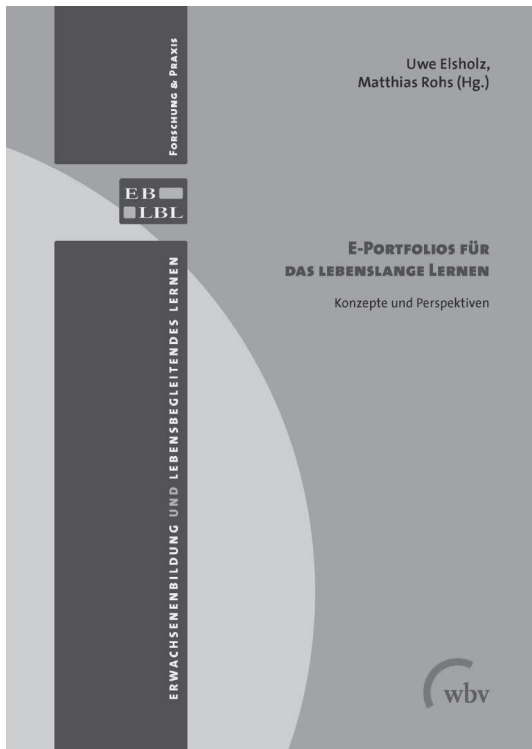 Uwe Elsholz,
Matthias Rohs (Hg.)
FORSCHUNG & PRAXIS
EB
LBL
E-PORTFOLIOS FÜR
DAS LEBENSLANGE LERNEN
Konzepte und Perspektiven
ERWACHSENENBILDUNG UND LEBENSBEGLEITENDES LERNEN
wbv